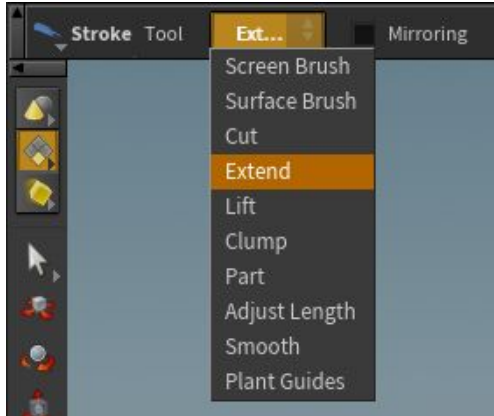 Stroke Tool Ext... Mirroring
Screen Brush
Surface Brush
Cut
Extend
Lift
Clump
Part
Adjust Length
Smooth
Plant Guides